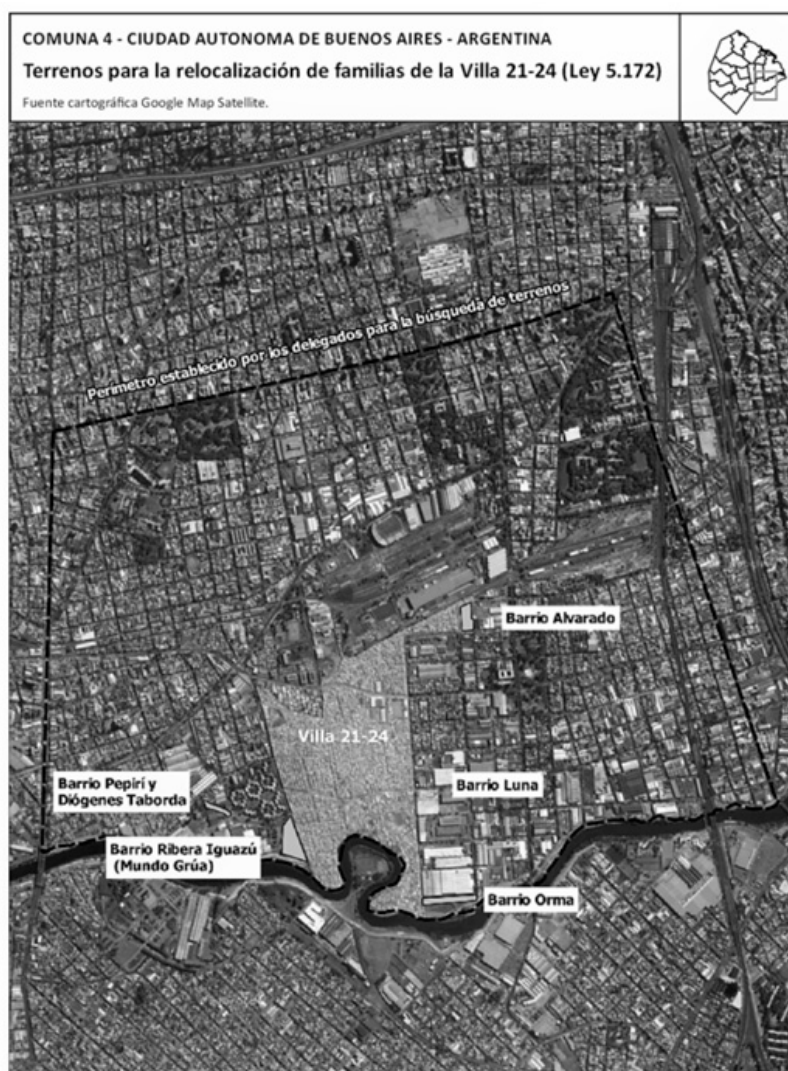 COMUNA 4 - CIUDAD AUTONOMA DE BUENOS AIRES - ARGENTINA
Terrenos para la relocalización de familias de la Villa 21-24 (Ley 5.172)
Fuente cartográfica Google Map Satellite.
Perímetro establecido por los delegados para la búsqueda de terrenos
Barrio Alvarado
Villa 21-24
Barrio Pepirí y
Diógenes Taborda
Barrio Luna
Barrio Ribera Iguazú
(Mundo Grúa)
Barrio Orma